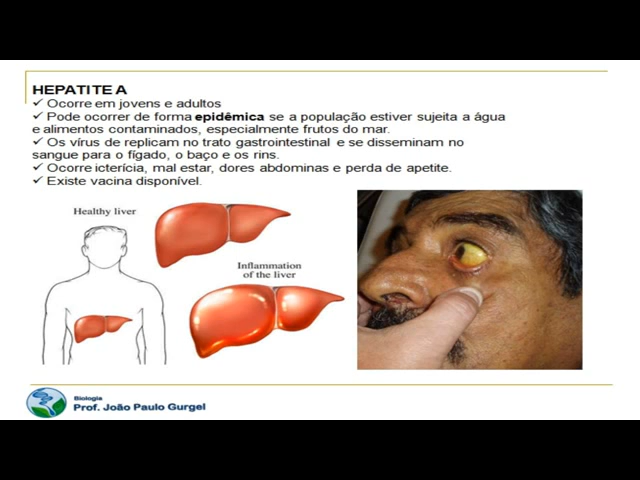 HEPATITE A
✓ Ocorre em jovens e adultos
✓ Pode ocorrer de forma epidêmica se a população estiver sujeita a água
e alimentos contaminados, especialmente frutos do mar.
✓ Os vírus de replicam no trato gastrointestinal e se disseminam no
sangue para o fígado, o baço e os rins.
✓ Ocorre icterícia, mal estar, dores abdominas e perda de apetite.
✓ Existe vacina disponível.
Healthy liver
Inflammation
of the liver
Biologia
Prof. João Paulo Gurgel